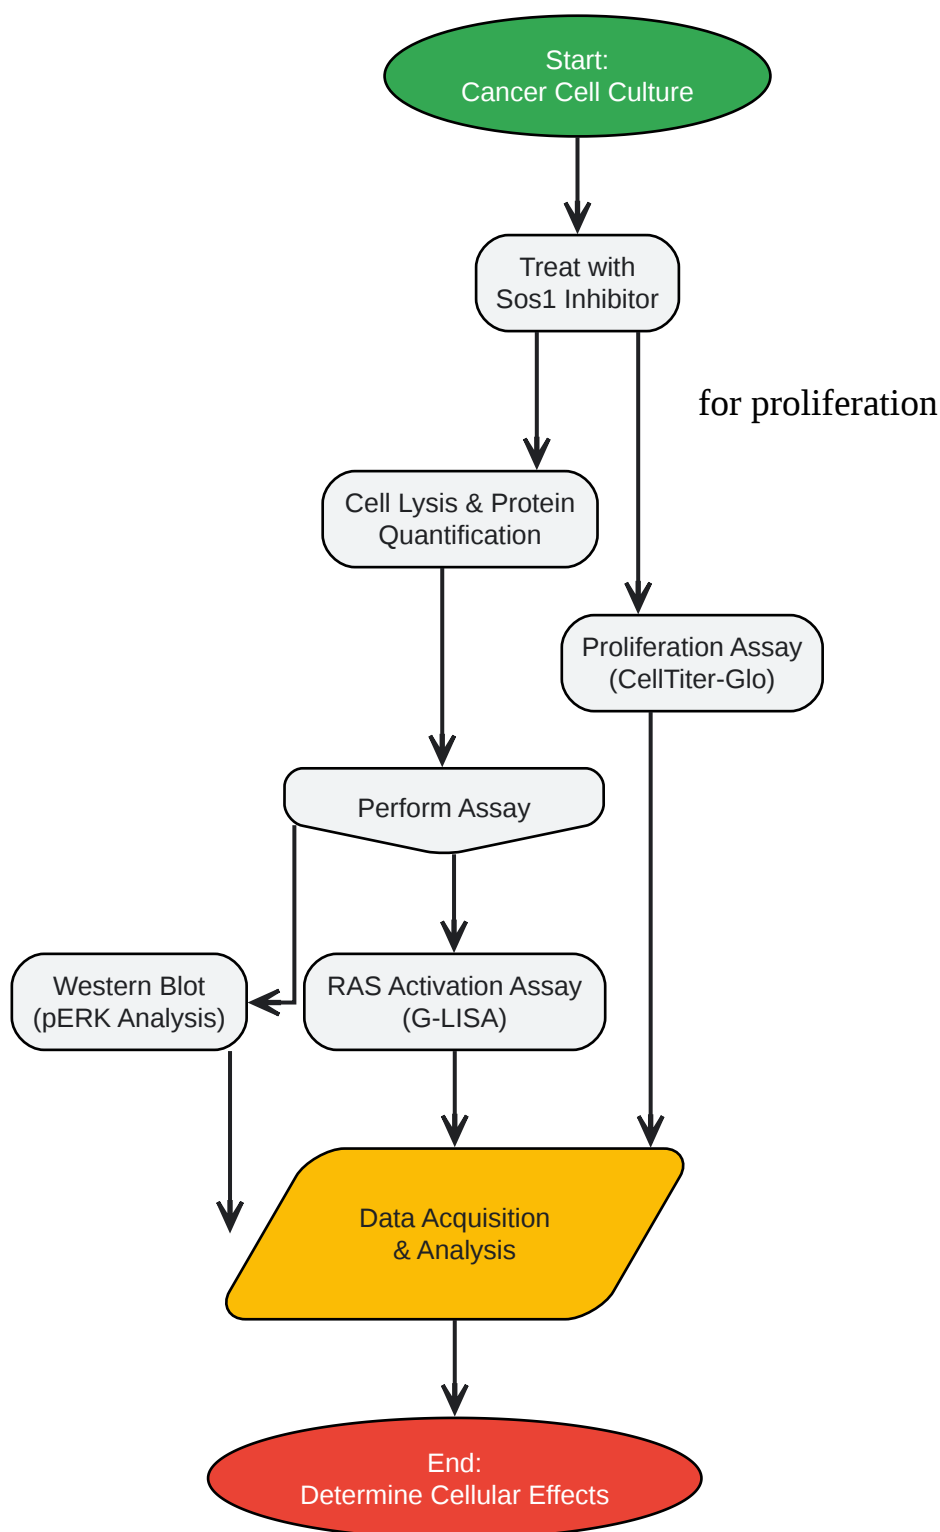 Start:
Cancer Cell Culture
Treat with
Sos1 Inhibitor
for proliferation
Cell Lysis & Protein
Quantification
Proliferation Assay
(CellTiter-Glo)
Perform Assay
Western Blot
(pERK Analysis)
RAS Activation Assay
(G-LISA)
Data Acquisition
& Analysis
End:
Determine Cellular Effects